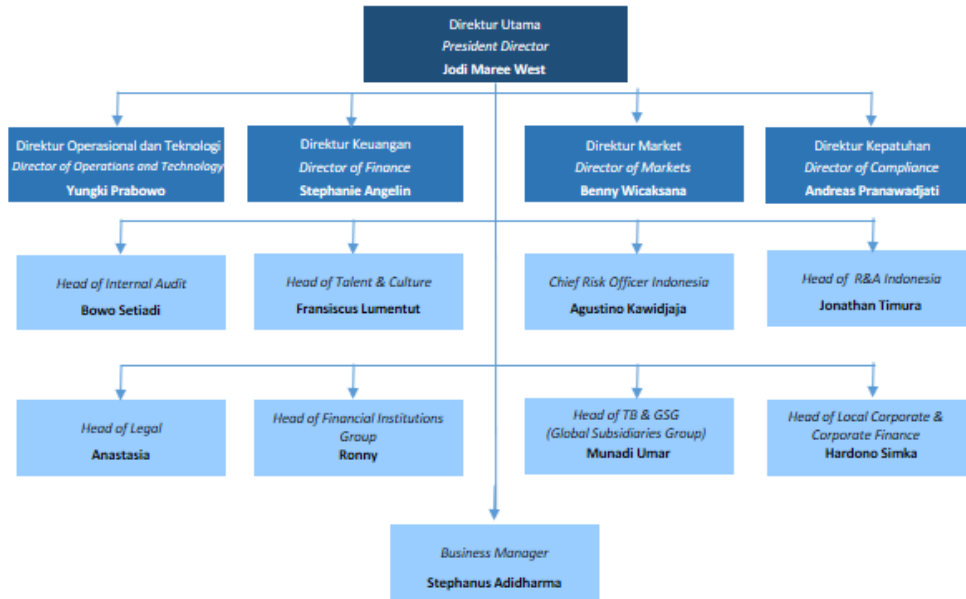 Direktur Utama
President Director
Jodi Maree West
Direktur Operasional dan Teknologi
Director of Operations and Technology
Yungki Prabowo
Direktur Keuangan
Director of Finance
Stephanie Angelin
Direktur Market
Director of Markets
Benny Wicaksana
Direktur Kepatuhan
Director of Compliance
Andreas Pranawadjati
Head of Internal Audit
Bowo Setiadi
Head of Talent & Culture
Fransiscus Lumentut
Chief Risk Officer Indonesia
Agustino Kawidjaja
Head of R&A Indonesia
Jonathan Timura
Head of Legal
Anastasia
Head of Financial Institutions
Group
Ronny
Head of TB & GSG
(Global Subsidiaries Group)
Munadi Umar
Head of Local Corporate &
Corporate Finance
Hardono Simka
Business Manager
Stephanus Adidharma